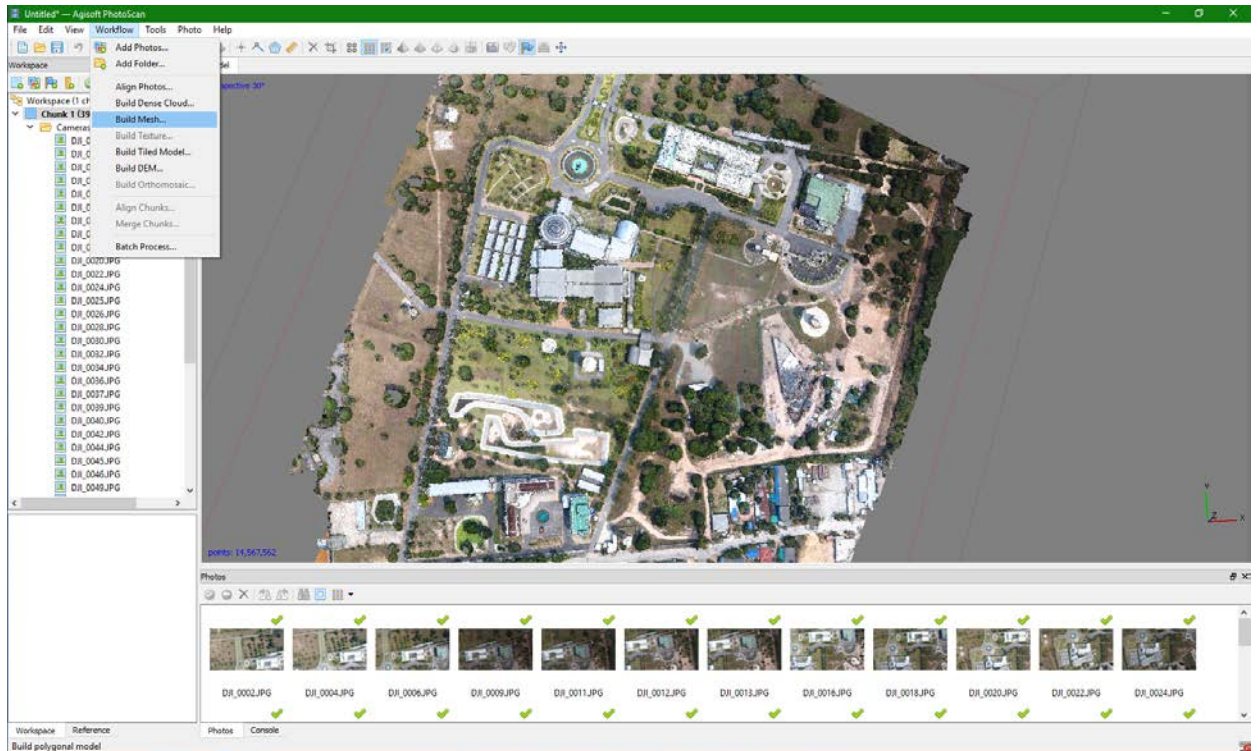 Untitled* — Agisoft PhotoScan
File Edit View Workflow Tools Photo Help
Workspace
Add Photos...
Add Folder...
Align Photos...
Build Dense Cloud...
Build Mesh...
Build Texture...
Build Tiled Model...
Build DEM...
Build Orthomosaic...
Align Chunks...
Merge Chunks...
Batch Process...
Workspace (1 ch
Chunk 1 (39
Cameras
DJI_0020.JPG
DJI_0022.JPG
DJI_0024.JPG
DJI_0025.JPG
DJI_0026.JPG
DJI_0028.JPG
DJI_0030.JPG
DJI_0032.JPG
DJI_0034.JPG
DJI_0036.JPG
DJI_0037.JPG
DJI_0039.JPG
DJI_0040.JPG
DJI_0042.JPG
DJI_0044.JPG
DJI_0045.JPG
DJI_0046.JPG
DJI_0049.JPG
points: 14,567,562
Y
Z X
Photos
DJI_0002.JPG DJI_0004.JPG DJI_0006.JPG DJI_0009.JPG DJI_0011.JPG DJI_0012.JPG DJI_0013.JPG DJI_0016.JPG DJI_0018.JPG DJI_0020.JPG DJI_0022.JPG DJI_0024.JPG
Workspace Reference
Photos Console
Build polygonal model